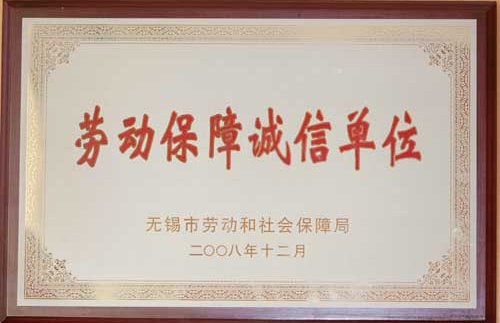 劳动保障诚信单位
无锡市劳动和社会保障局
二〇〇八年十二月